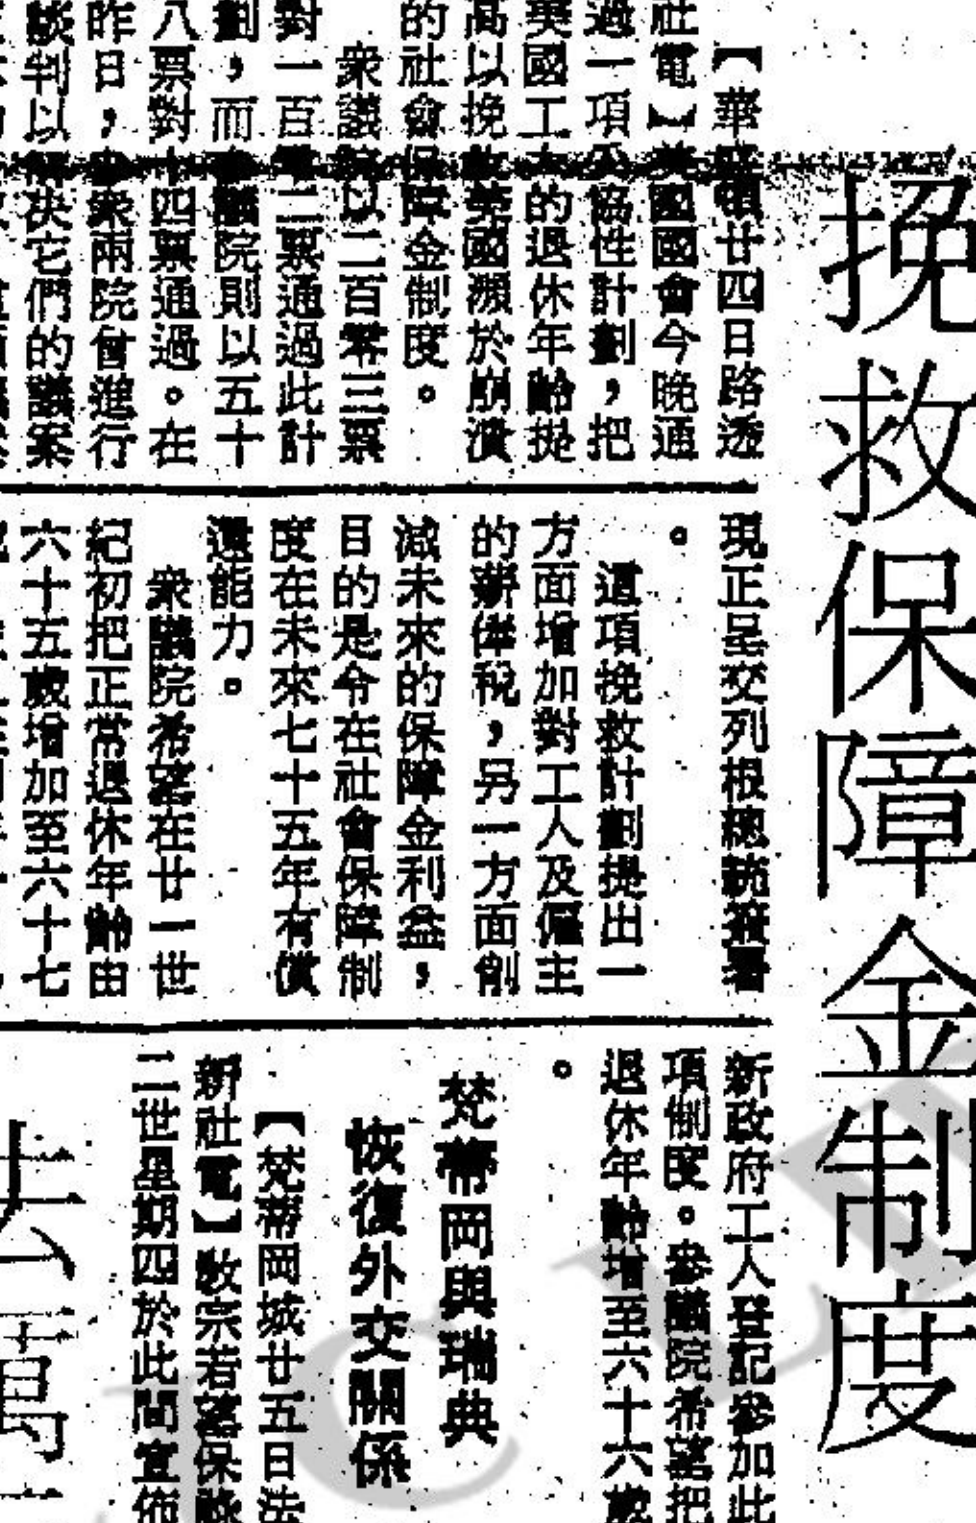 挽救保障金制度
【華盛頓廿四日路透
社電】美國國會今晚通
過一項妥協性計劃，把
英國工人的退休年齡提
高以挽救美國瀕於崩潰
的社會保障金制度。
衆議院以二百零三票
對一百零二票通過此計
劃，而參議院則以五十
八票對十四票通過。在
昨日，參衆兩院會進行
談判以解決它們的議案
現正呈交列根總統簽署
。
這項挽救計劃提出一
方面增加對工人及僱主
的薪俸稅，另一方面削
減未來的保障金利益，
目的是令在社會保障制
度在未來七十五年有償
還能力。
衆議院希望在廿一世
紀初把正常退休年齡由
六十五歲增加至六十七
新政府工人登記參加此
項制度。參議院希望把
退休年齡增至六十六歲
。
梵蒂岡與瑞典
恢復外交關係
【梵蒂岡城廿五日法
新社電】敎宗若望保祿
二世星期四於此間宣佈